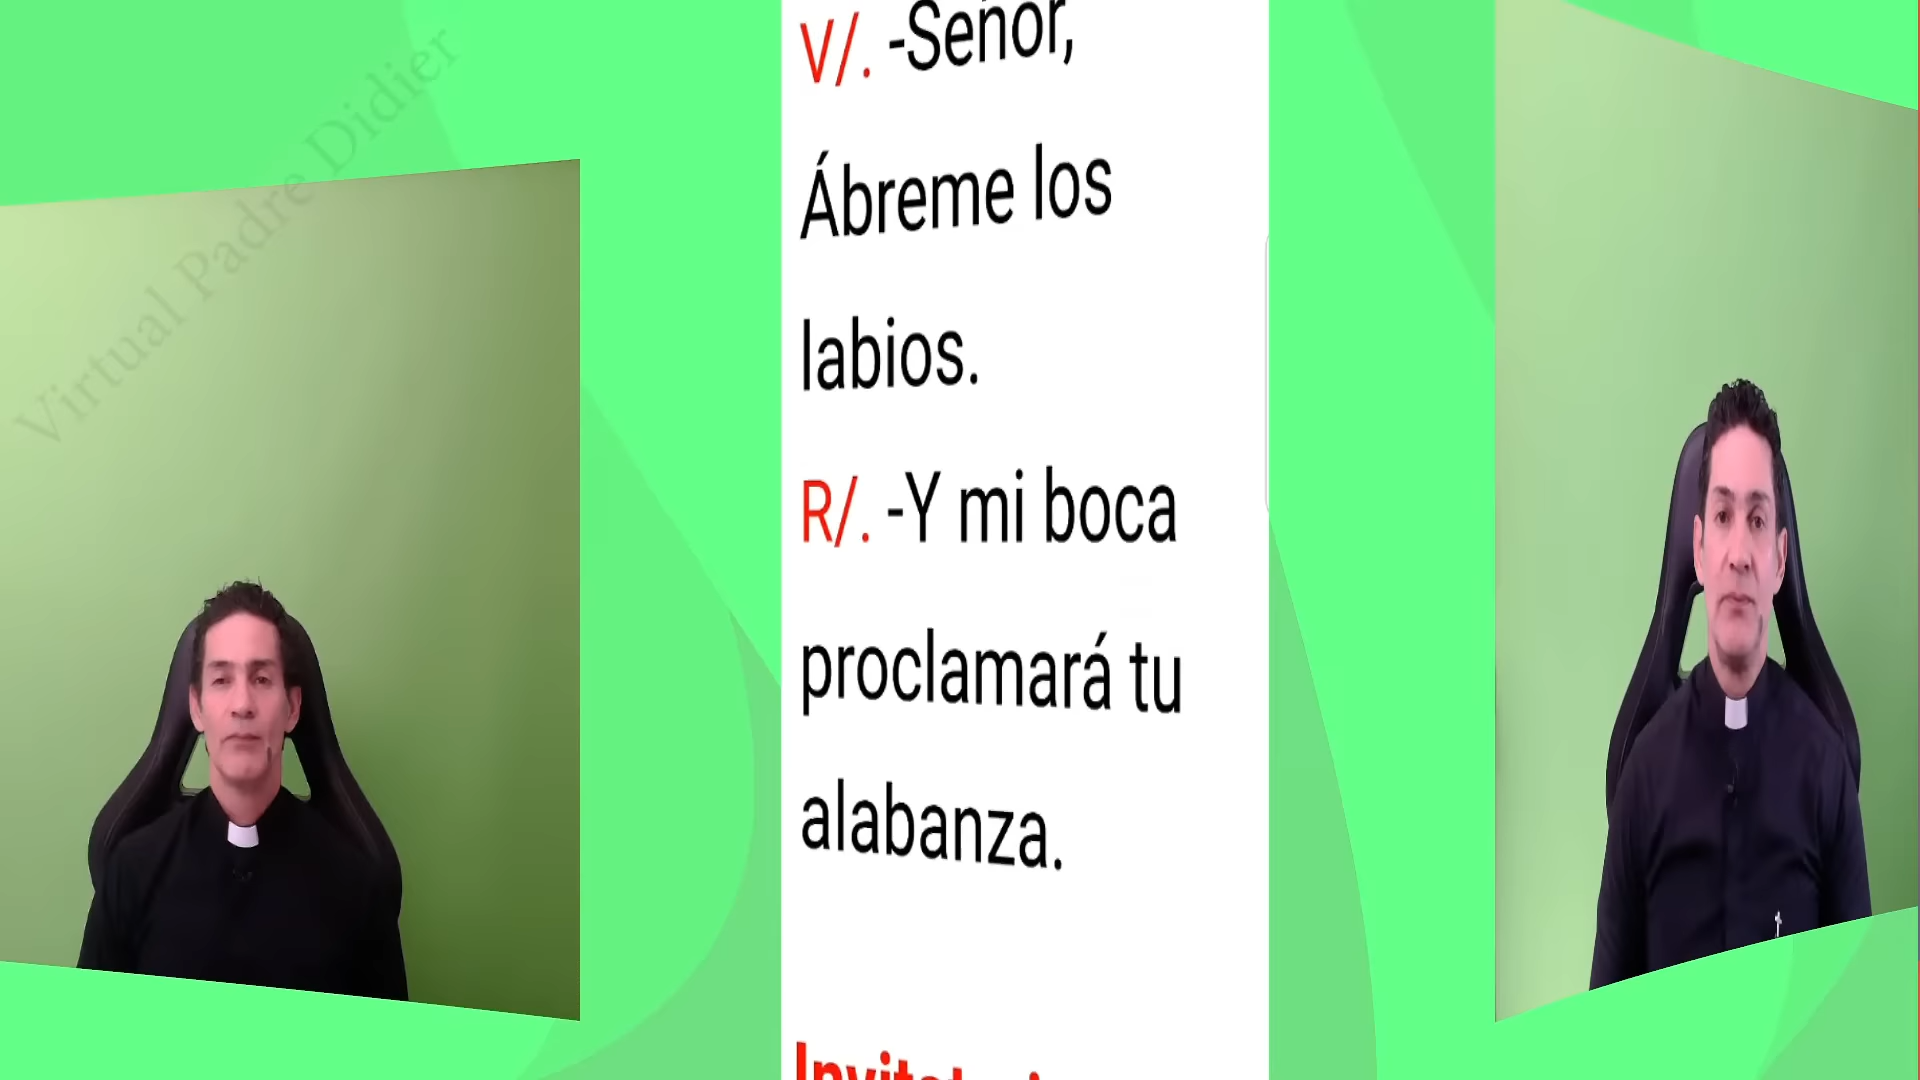 Virtual Padre Didier
V/. -Señor,
Ábreme los
labios.
R/. -Y mi boca
proclamará tu
alabanza.